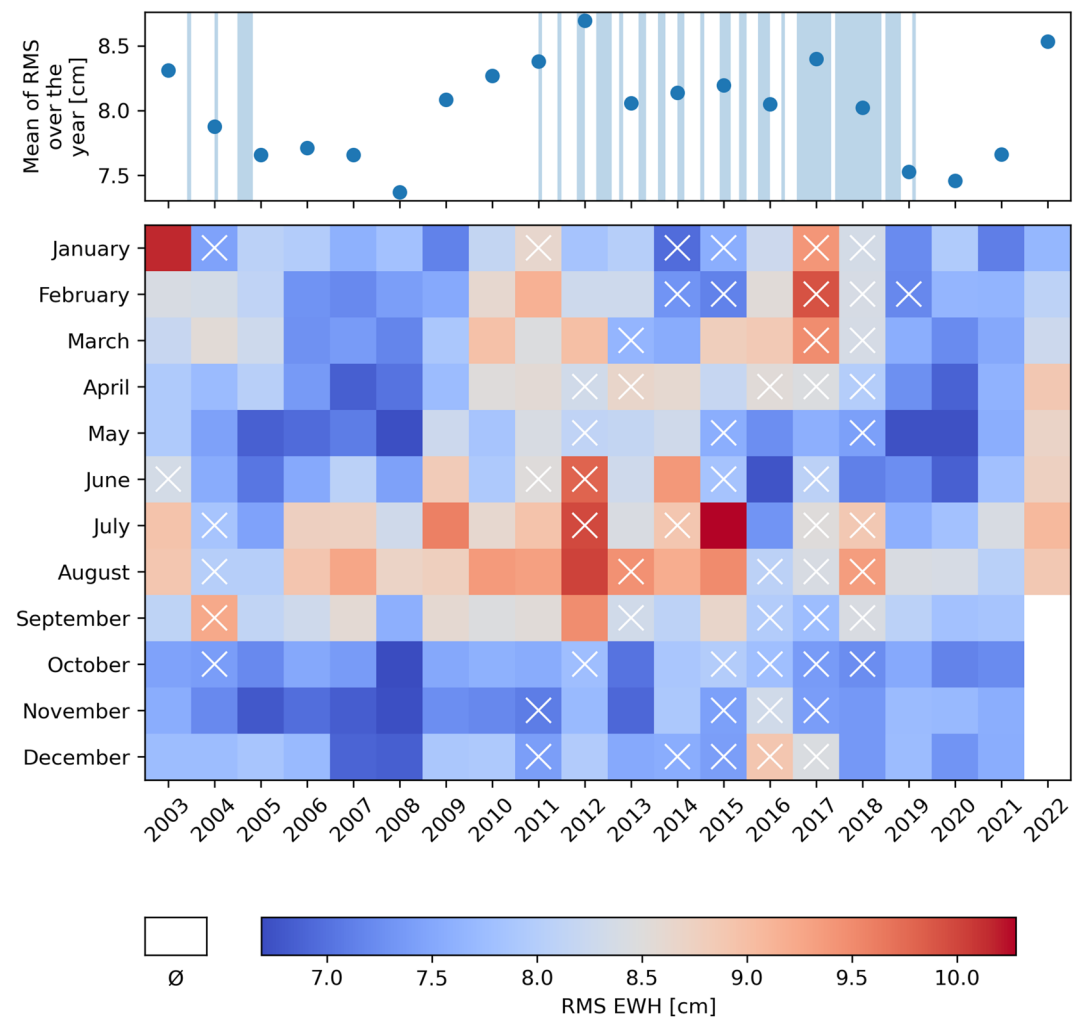 Mean of RMS
over the
year [cm]
8.5
8.0
7.5
January
February
March
April
May
June
July
August
September
October
November
December
2003 2004 2005 2006 2007 2008 2009 2010 2011 2012 2013 2014 2015 2016 2017 2018 2019 2020 2021 2022
Ø
7.0 7.5 8.0 8.5 9.0 9.5 10.0
RMS EWH [cm]